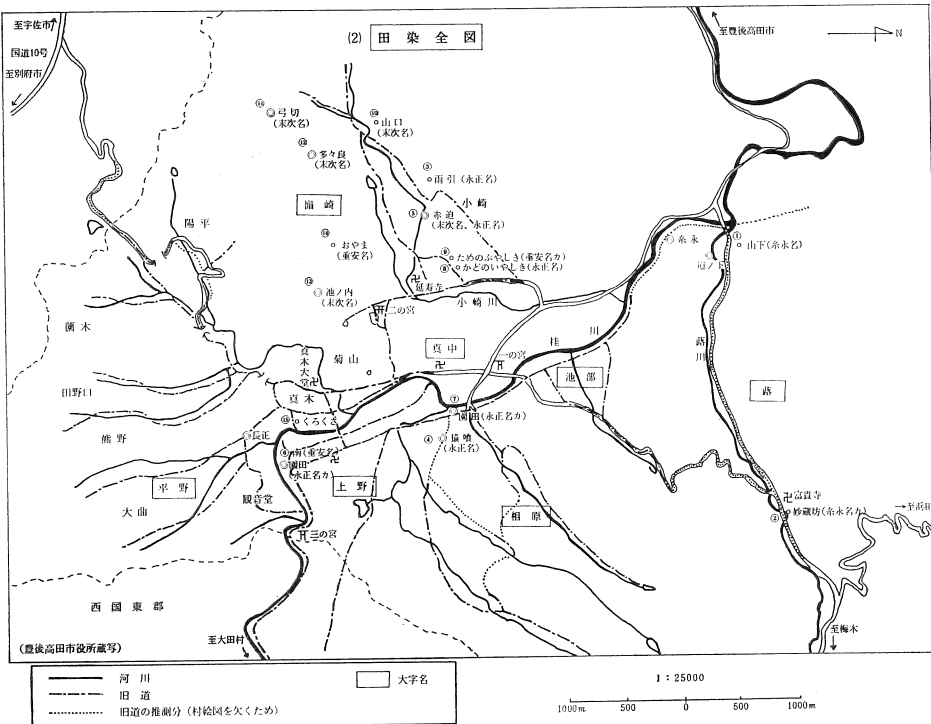 至宇佐市
国道10号
至別府市
(2) 田染全図
至豊後高田市
N
⑪ 弓切
(末次名)
⑩ 山口
(末次名)
⑫ 多々良
(末次名)
③ 雨引(永正名)
嶺崎
小崎
⑤ 赤迫
(末次名、永正名)
陽平
⑭ おやま
(重安名)
⑨ ためのぶやしき(重安名カ)
⑧ かどのいやしき(永正名)
延寿寺
⑬ 池ノ内
(末次名)
二の宮
小崎川
糸永
① 山下(糸永名)
蕗川
蕗
桂川
一の宮
真中
池部
菊山
真木大堂
真木
蘭木
田野口
熊野
⑮ くろくさ
長正
⑥ 南(重安名)
園田
(永正名カ)
⑦ 園田(永正名カ)
④ 猿喰
(永正名)
平野
上野
大曲
観音堂
相原
三の宮
富貴寺
② 妙蔵坊(糸永名カ)
西国東郡
至大田村
至梅木
(豊後高田市役所蔵写)
河川
旧道
旧道の推測分(村絵図を欠くため)
大字名
1:25000
1000m 500 0 500 1000m